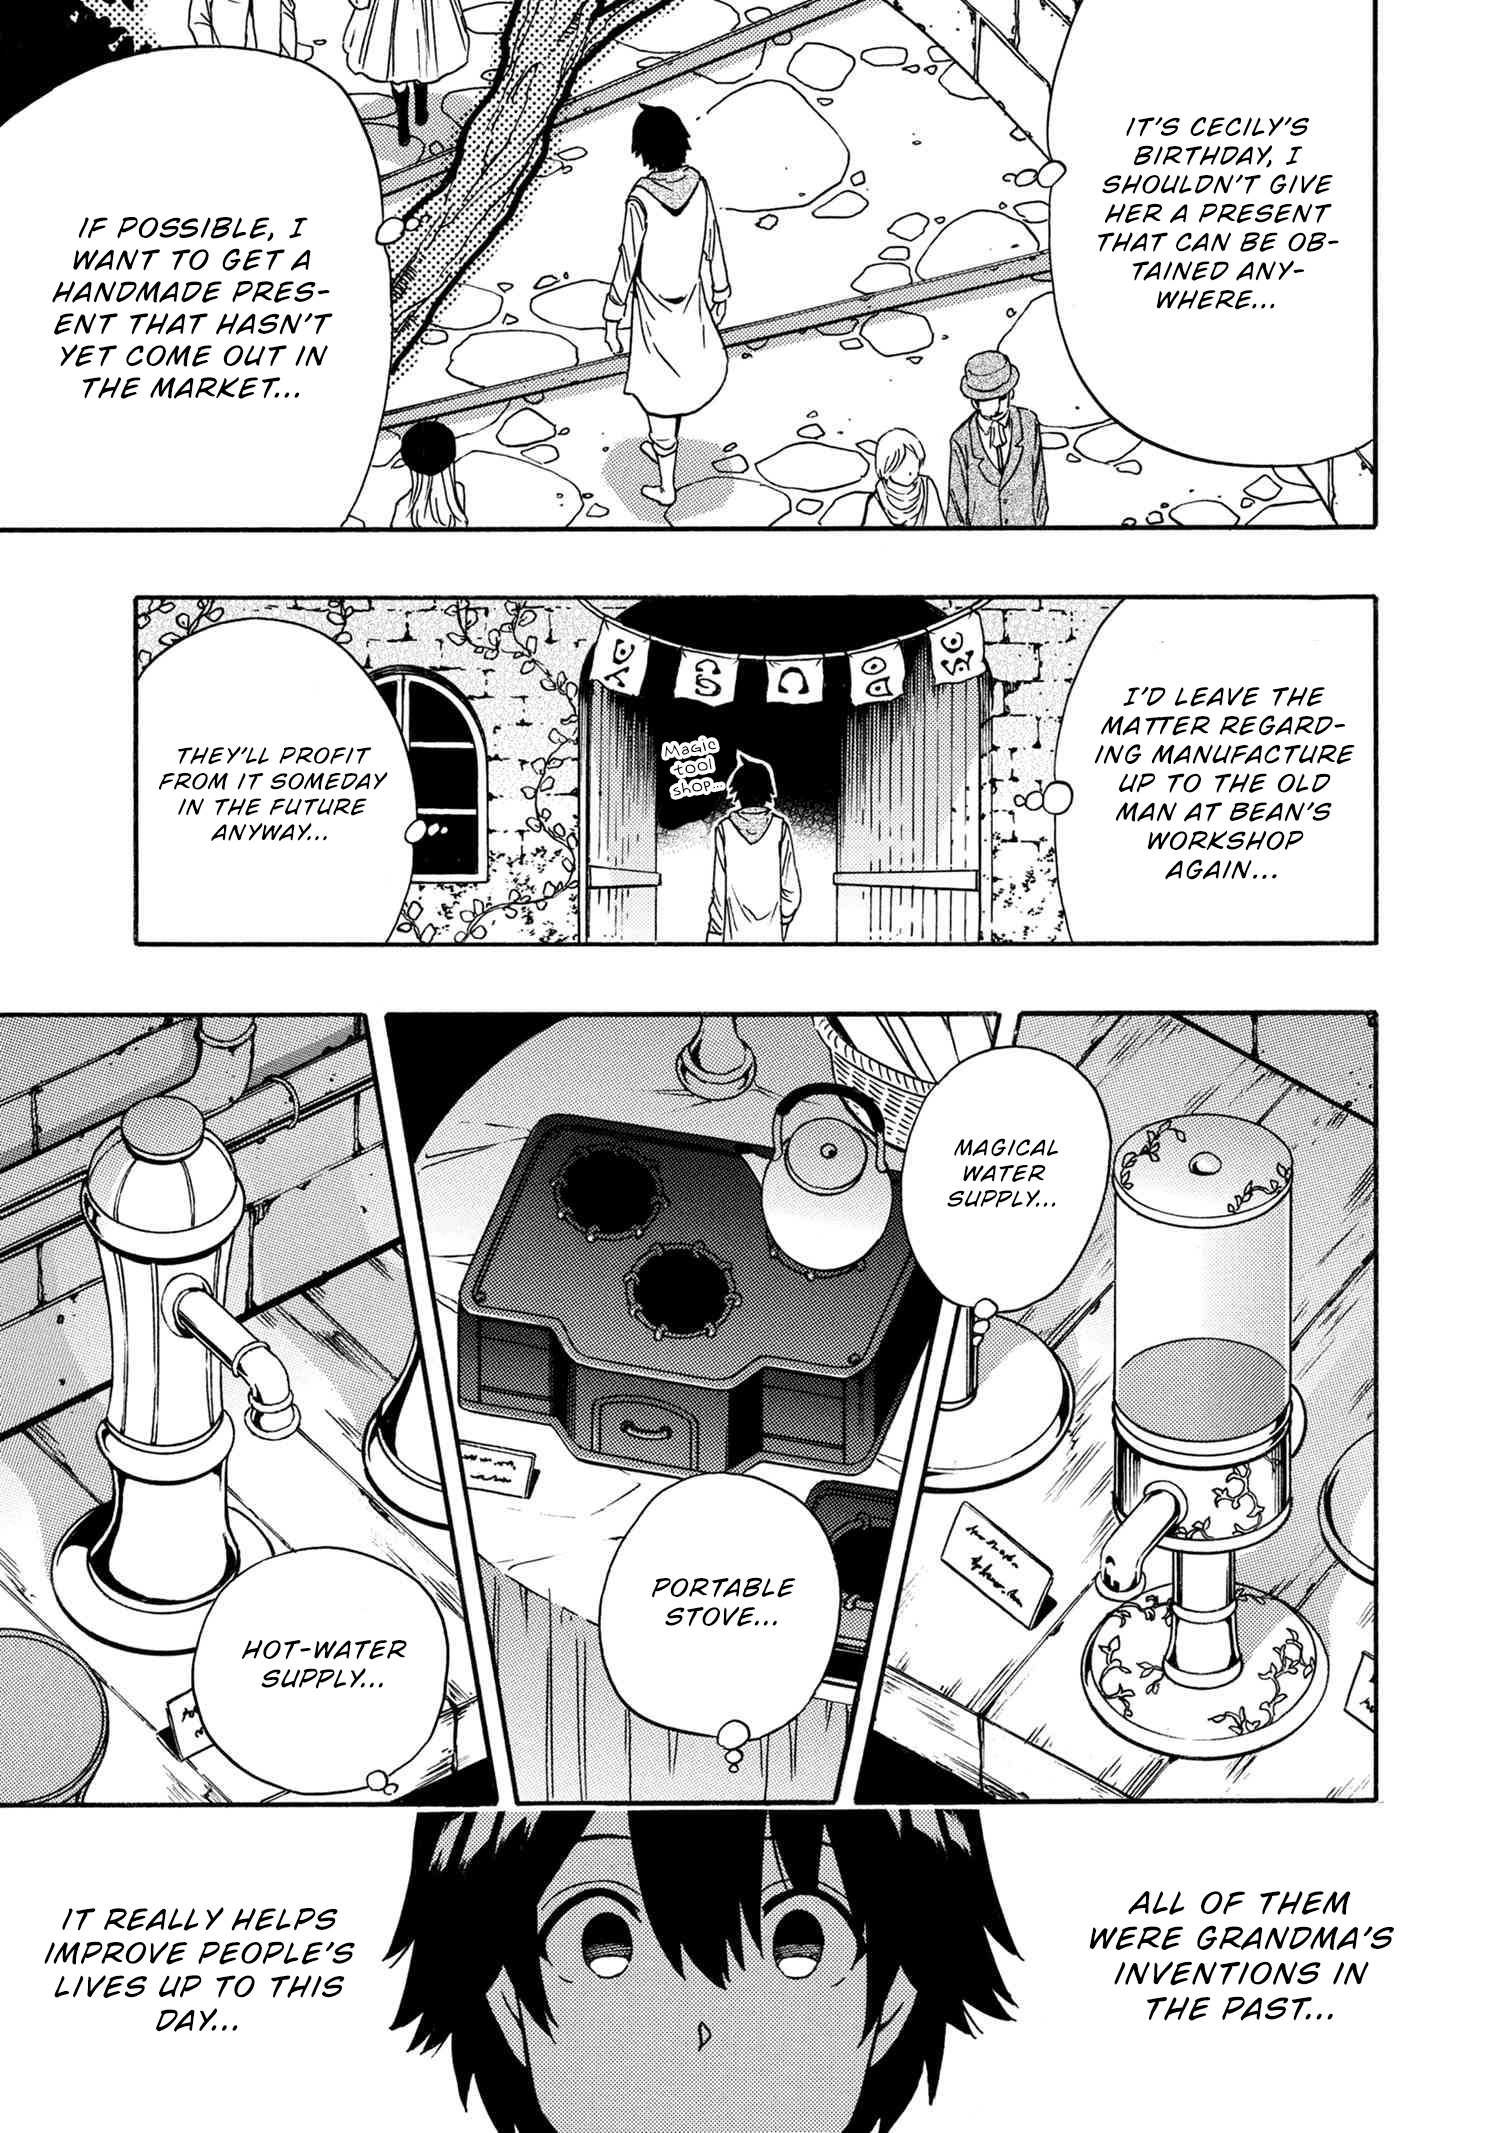 IT'S CECILY'S
BIRTHDAY, I
SHOULDN'T GIVE
HER A PRESENT
THAT CAN BE OB-
TAINED ANY-
WHERE...
IF POSSIBLE, I
WANT TO GET A
HANDMADE PRES-
ENT THAT HASN'T
YET COME OUT IN
THE MARKET...
I'D LEAVE THE
MATTER REGARD-
ING MANUFACTURE
UP TO THE OLD
MAN AT BEAN'S
WORKSHOP
AGAIN...
Magic
tool
shop...
THEY'LL PROFIT
FROM IT SOMEDAY
IN THE FUTURE
ANYWAY...
MAGICAL
WATER
SUPPLY...
PORTABLE
STOVE...
HOT-WATER
SUPPLY...
ALL OF THEM
WERE GRANDMA'S
INVENTIONS IN
THE PAST...
IT REALLY HELPS
IMPROVE PEOPLE'S
LIVES UP TO THIS
DAY...